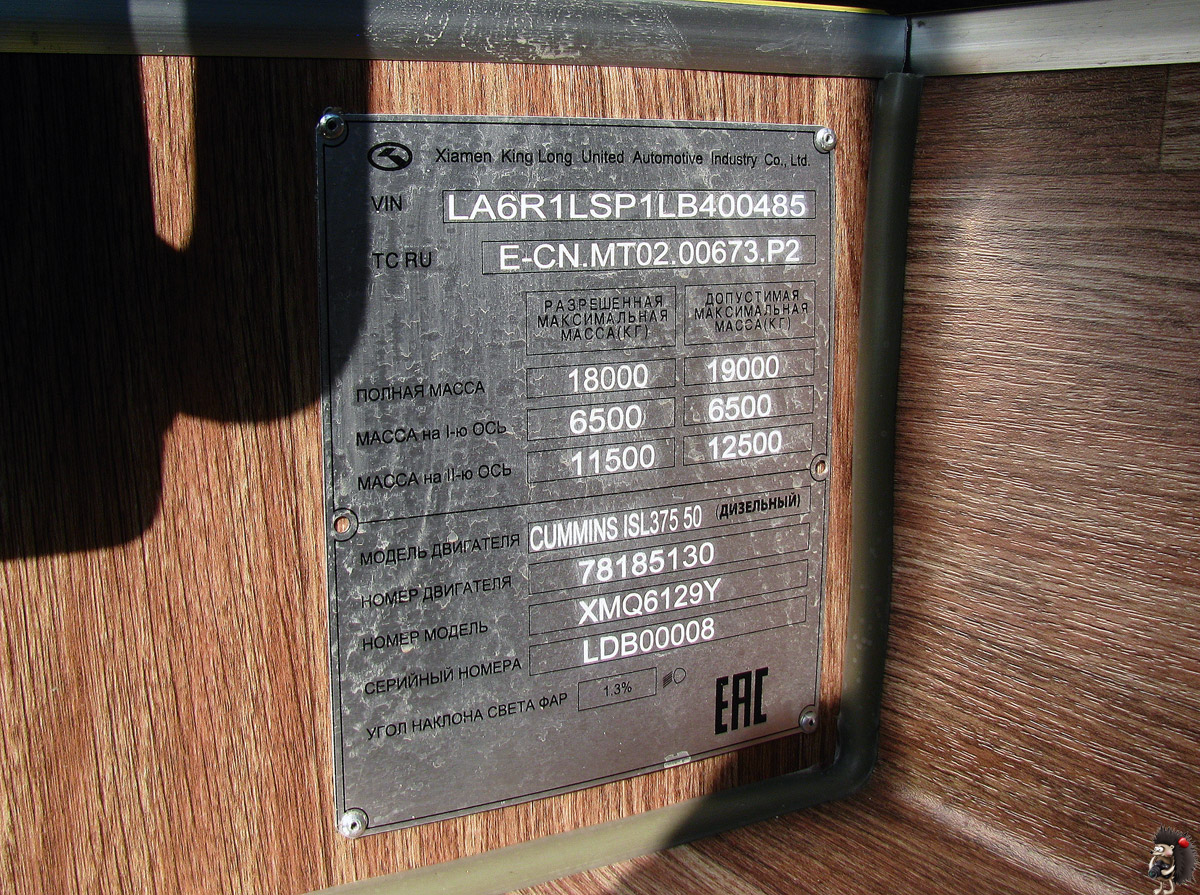 Xiamen King Long United Automotive Industry Co., Ltd.
VIN LA6R1LSP1LB400485
TC RU E-CN.MT02.00673.P2
РАЗРЕШЕННАЯ МАКСИМАЛЬНАЯ МАССА(КГ)
ДОПУСТИМАЯ МАКСИМАЛЬНАЯ МАССА(КГ)
ПОЛНАЯ МАССА 18000 19000
МАССА на I-ю ОСЬ 6500 6500
МАССА на II-ю ОСЬ 11500 12500
МОДЕЛЬ ДВИГАТЕЛЯ CUMMINS ISL375 50 (ДИЗЕЛЬНЫЙ)
НОМЕР ДВИГАТЕЛЯ 78185130
НОМЕР МОДЕЛЬ XMQ6129Y
СЕРИЙНЫЙ НОМЕРА LDB00008
УГОЛ НАКЛОНА СВЕТА ФАР 1.3%
EAC